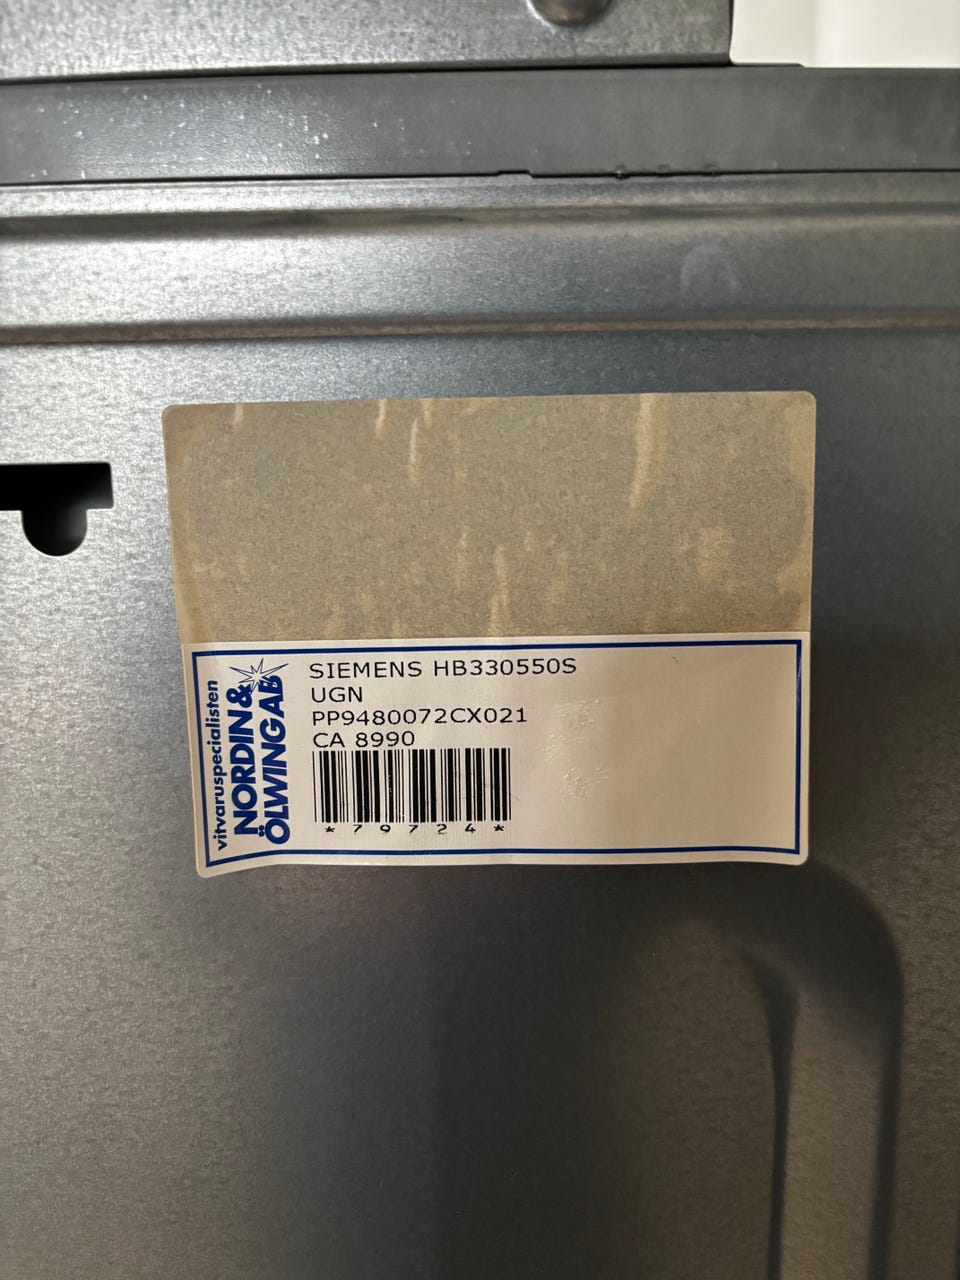 vitvaruspecialisten
NORDIN&
ÖLWING AB
SIEMENS HB330550S
UGN
PP9480072CX021
CA 8990
*79724*